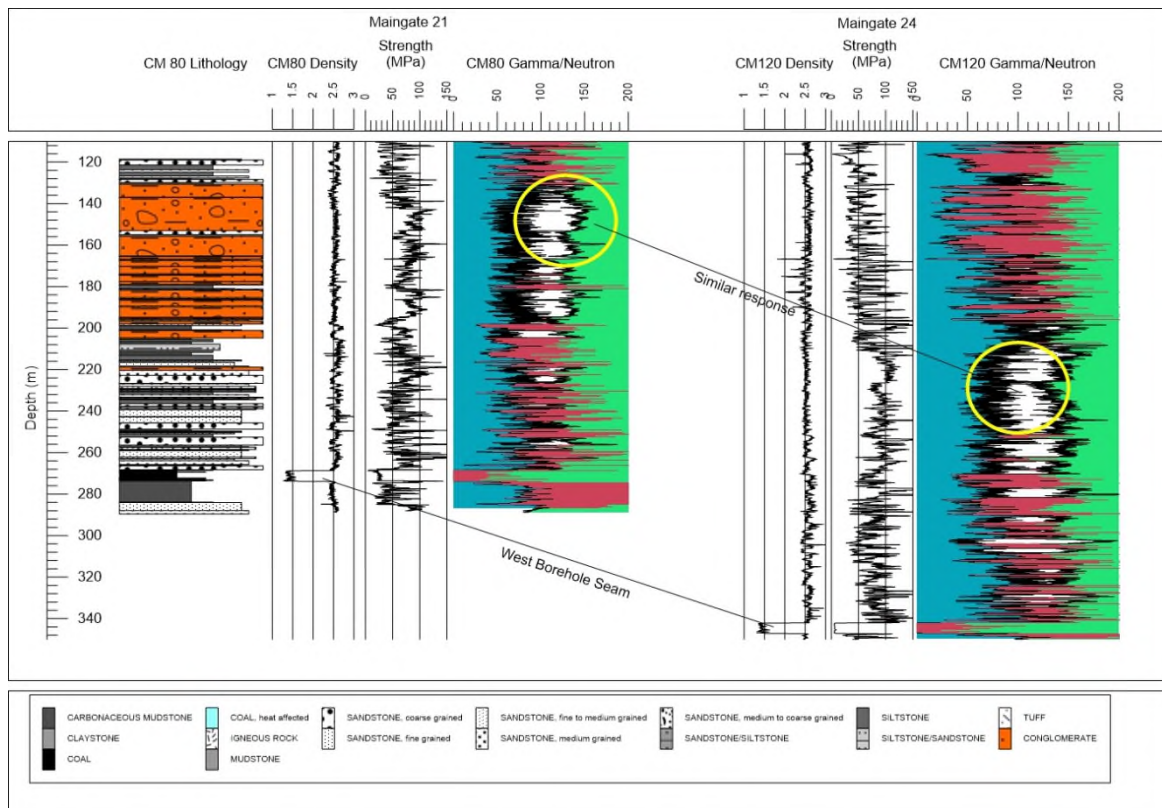 Maingate 21
Maingate 24
Strength
(MPa)
Strength
(MPa)
CM 80 Lithology
CM80 Density
CM80 Gamma/Neutron
CM120 Density
CM120 Gamma/Neutron
1 1.5 2 2.5 3
0 50 100 150
0 50 100 150 200
1 1.5 2 2.5 3
0 50 100 150
50 100 150 200
Depth (m)
120
140
160
180
200
220
240
260
280
300
320
340
Similar response
West Borehole Seam
CARBONACEOUS MUDSTONE
COAL, heat affected
SANDSTONE, coarse grained
SANDSTONE, fine to medium grained
SANDSTONE, medium to coarse grained
SILTSTONE
TUFF
CLAYSTONE
IGNEOUS ROCK
SANDSTONE, fine grained
SANDSTONE, medium grained
SANDSTONE/SILTSTONE
SILTSTONE/SANDSTONE
CONGLOMERATE
COAL
MUDSTONE